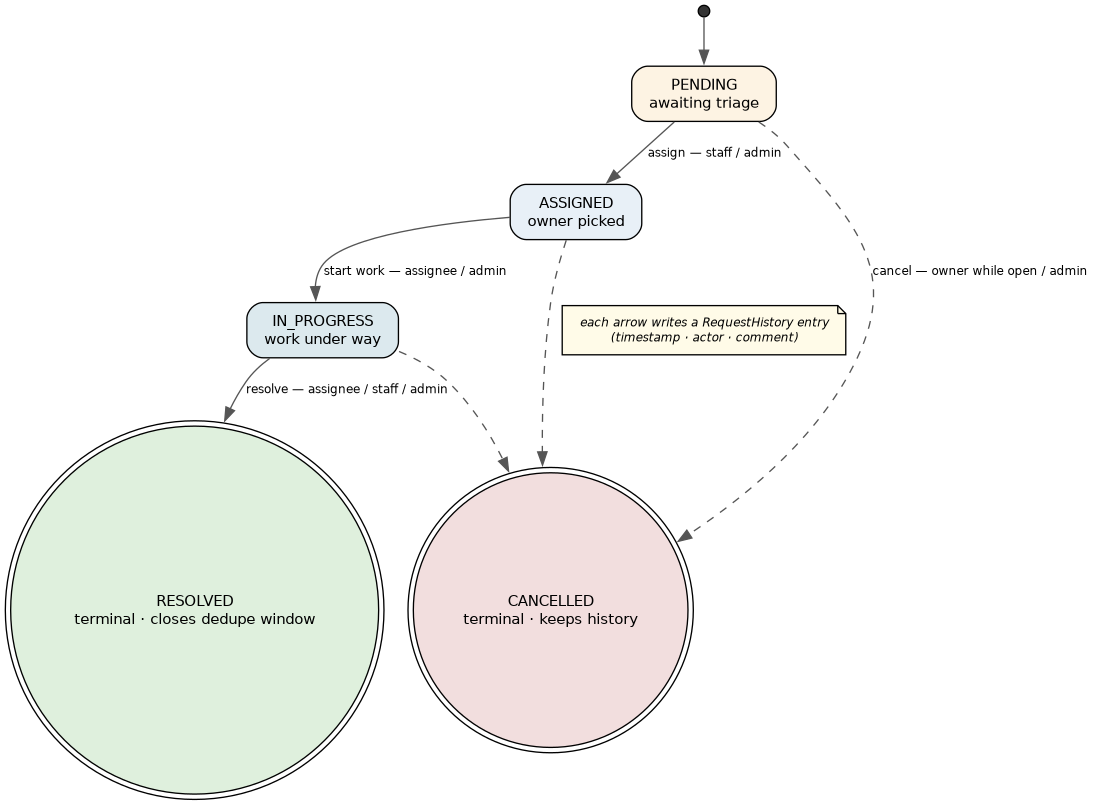 PENDING
awaiting triage
assign — staff / admin
ASSIGNED
owner picked
start work — assignee / admin
cancel — owner while open / admin
IN_PROGRESS
work under way
each arrow writes a RequestHistory entry
(timestamp · actor · comment)
resolve — assignee / staff / admin
RESOLVED
terminal · closes dedupe window
CANCELLED
terminal · keeps history